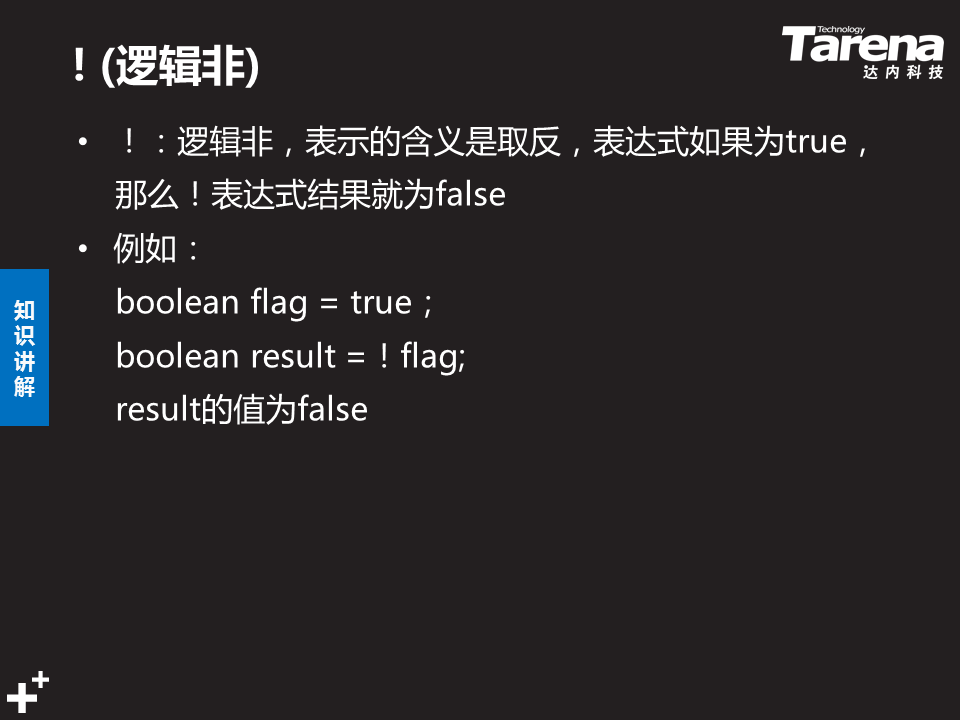 ！(逻辑非)
Technology
Tarena
达内科技
• ！：逻辑非，表示的含义是取反，表达式如果为true，
那么！表达式结果就为false
• 例如：
boolean flag = true；
boolean result =！flag;
result的值为false
知
识
讲
解